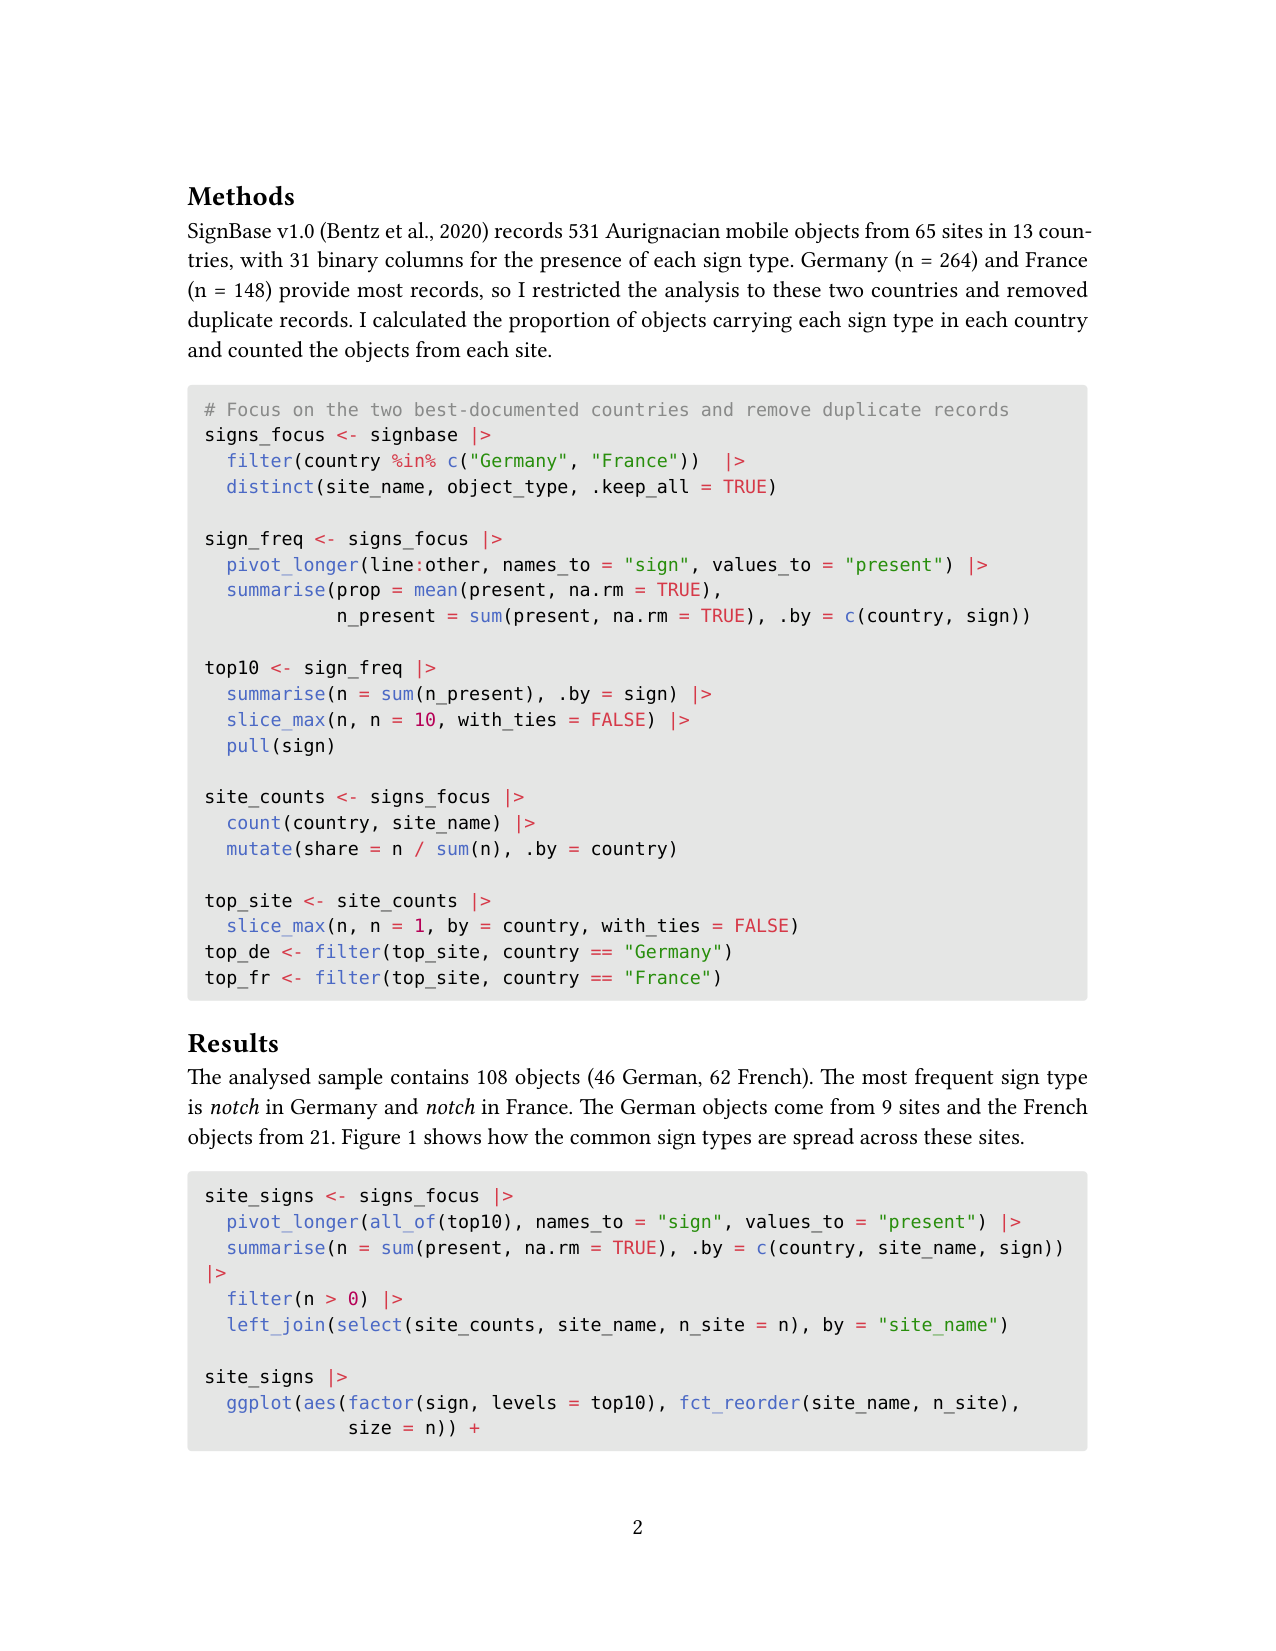 Methods
SignBase v1.0 (Bentz et al., 2020) records 531 Aurignacian mobile objects from 65 sites in 13 coun-
tries, with 31 binary columns for the presence of each sign type. Germany (n = 264) and France
(n = 148) provide most records, so I restricted the analysis to these two countries and removed
duplicate records. I calculated the proportion of objects carrying each sign type in each country
and counted the objects from each site.
# Focus on the two best-documented countries and remove duplicate records
signs_focus <- signbase |>
  filter(country %in% c("Germany", "France"))  |>
  distinct(site_name, object_type, .keep_all = TRUE)

sign_freq <- signs_focus |>
  pivot_longer(line:other, names_to = "sign", values_to = "present") |>
  summarise(prop = mean(present, na.rm = TRUE),
            n_present = sum(present, na.rm = TRUE), .by = c(country, sign))

top10 <- sign_freq |>
  summarise(n = sum(n_present), .by = sign) |>
  slice_max(n, n = 10, with_ties = FALSE) |>
  pull(sign)

site_counts <- signs_focus |>
  count(country, site_name) |>
  mutate(share = n / sum(n), .by = country)

top_site <- site_counts |>
  slice_max(n, n = 1, by = country, with_ties = FALSE)
top_de <- filter(top_site, country == "Germany")
top_fr <- filter(top_site, country == "France")
Results
The analysed sample contains 108 objects (46 German, 62 French). The most frequent sign type
is notch in Germany and notch in France. The German objects come from 9 sites and the French
objects from 21. Figure 1 shows how the common sign types are spread across these sites.
site_signs <- signs_focus |>
  pivot_longer(all_of(top10), names_to = "sign", values_to = "present") |>
  summarise(n = sum(present, na.rm = TRUE), .by = c(country, site_name, sign))
|>
  filter(n > 0) |>
  left_join(select(site_counts, site_name, n_site = n), by = "site_name")

site_signs |>
  ggplot(aes(factor(sign, levels = top10), fct_reorder(site_name, n_site),
             size = n)) +
2